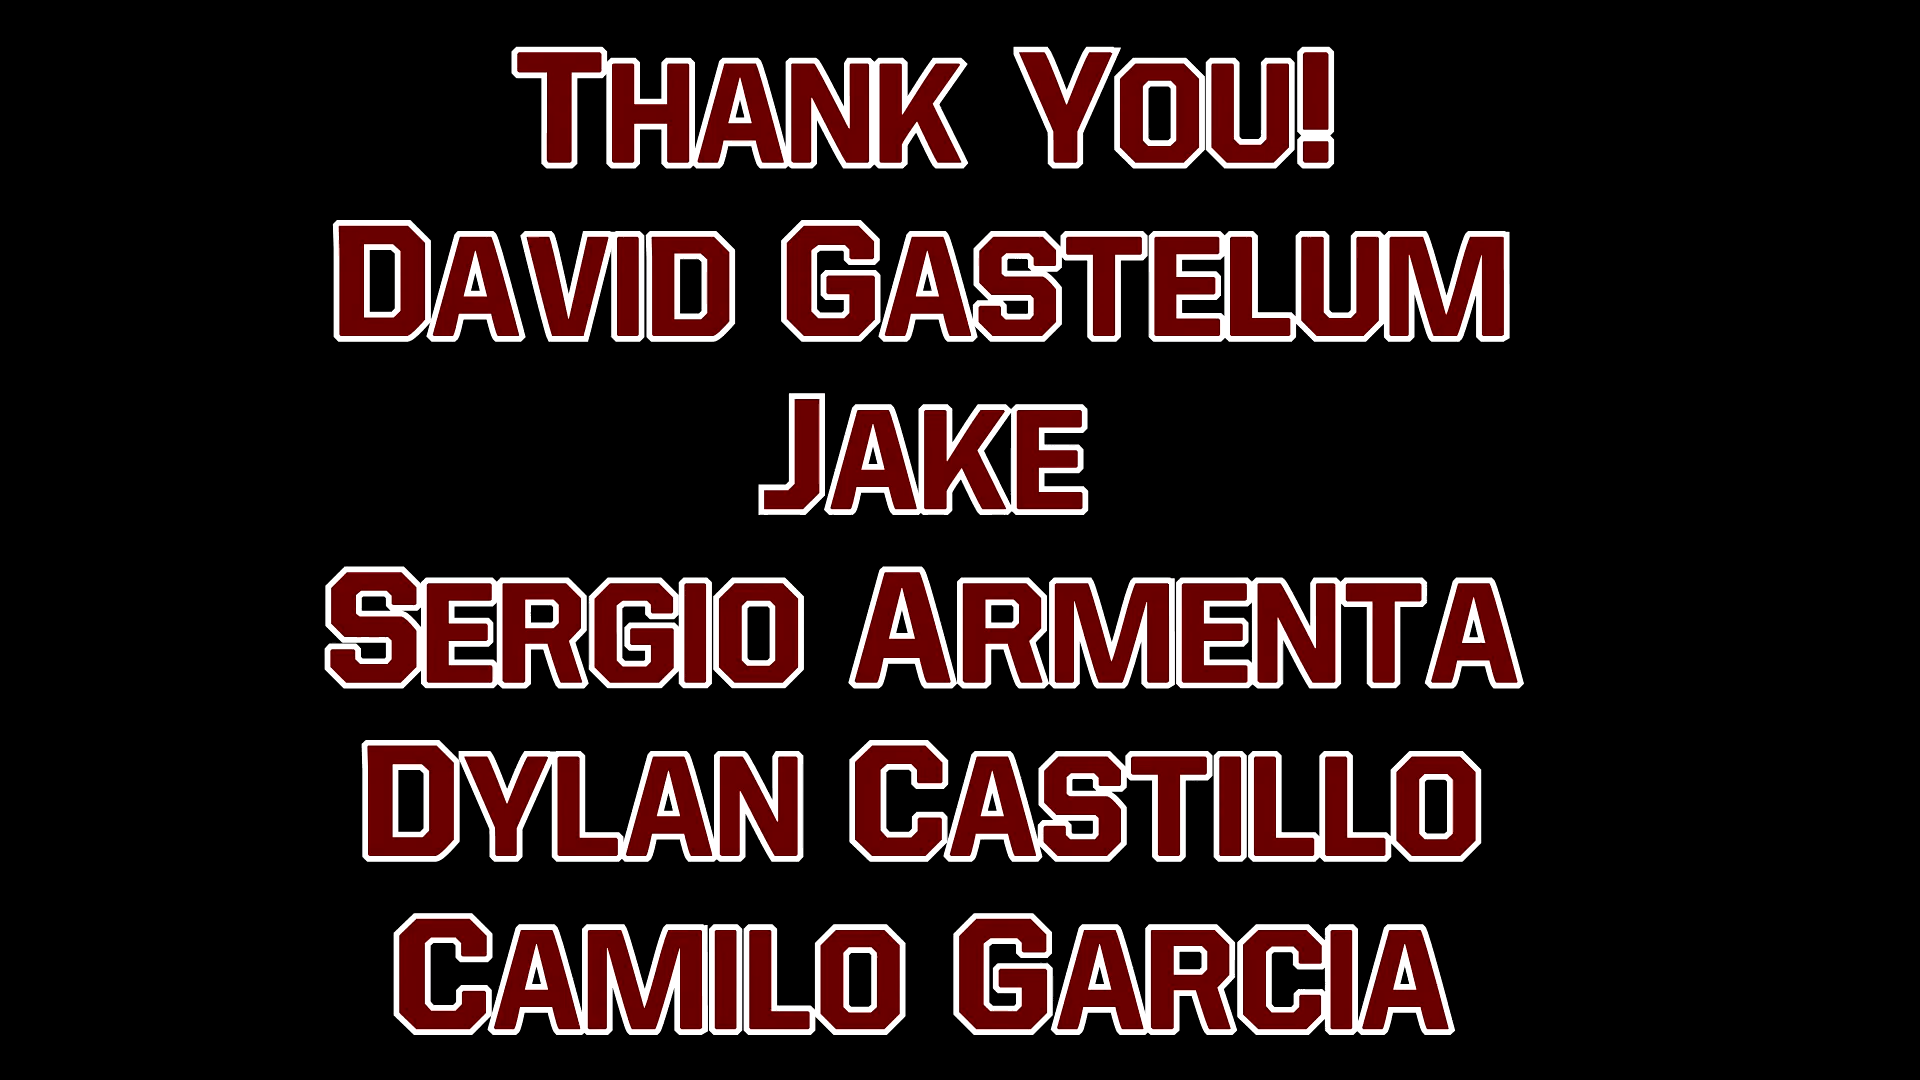 Thank You!
David Gastelum
Jake
Sergio Armenta
Dylan Castillo
Camilo Garcia